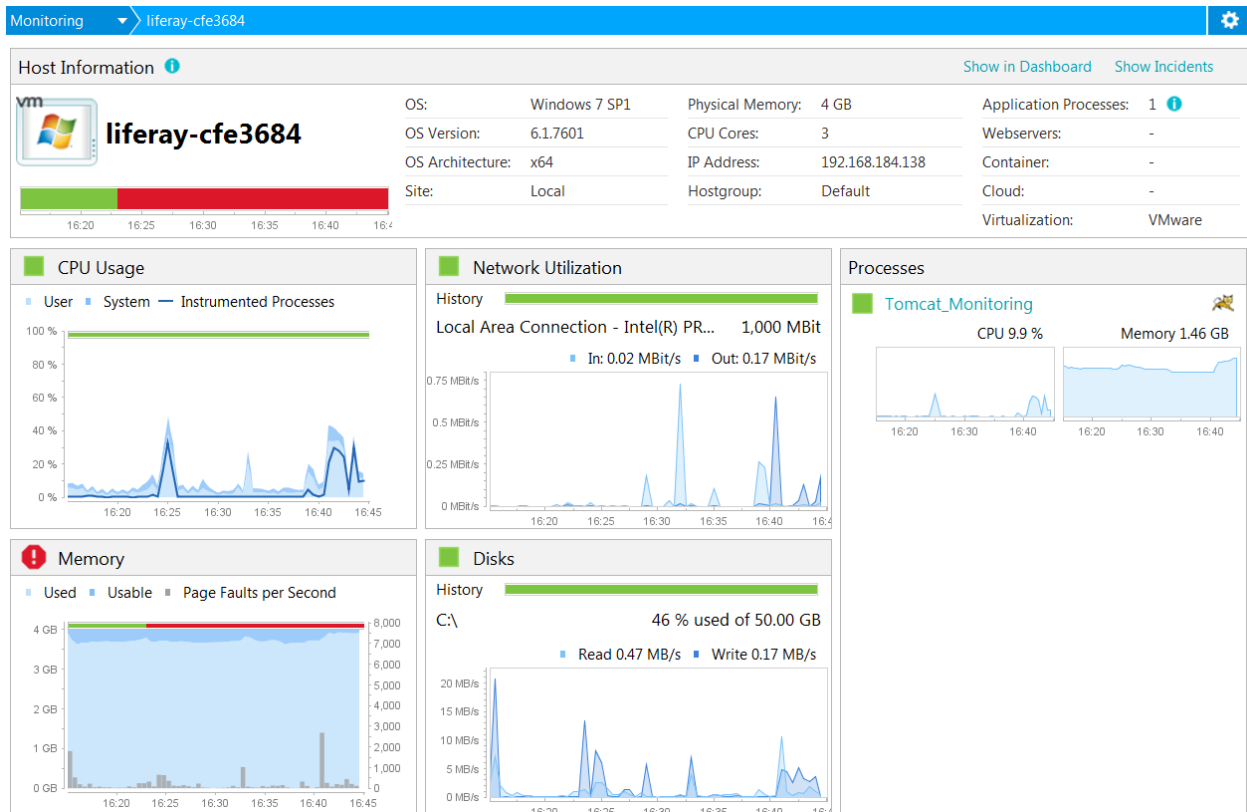 Monitoring liferay-cfe3684
Host Information Show in Dashboard Show Incidents
vm
liferay-cfe3684
16:20 16:25 16:30 16:35 16:40
OS: Windows 7 SP1
OS Version: 6.1.7601
OS Architecture: x64
Site: Local
Physical Memory: 4 GB
CPU Cores: 3
IP Address: 192.168.184.138
Hostgroup: Default
Application Processes: 1
Webservers: -
Container: -
Cloud: -
Virtualization: VMware
CPU Usage
User System Instrumented Processes
100 %
80 %
60 %
40 %
20 %
0 %
16:20 16:25 16:30 16:35 16:40 16:45
Network Utilization
History
Local Area Connection - Intel(R) PR... 1,000 MBit
In: 0.02 MBit/s Out: 0.17 MBit/s
0.75 MBit/s
0.5 MBit/s
0.25 MBit/s
0 MBit/s
16:20 16:25 16:30 16:35 16:40
Processes
Tomcat_Monitoring
CPU 9.9 % Memory 1.46 GB
16:20 16:30 16:40 16:20 16:30 16:40
Memory
Used Usable Page Faults per Second
4 GB 8,000
7,000
3 GB 6,000
5,000
2 GB 4,000
3,000
1 GB 2,000
1,000
0 GB 0
16:20 16:25 16:30 16:35 16:40 16:45
Disks
History
C:\ 46 % used of 50.00 GB
Read 0.47 MB/s Write 0.17 MB/s
20 MB/s
15 MB/s
10 MB/s
5 MB/s
0 MB/s
16:20 16:25 16:30 16:35 16:40